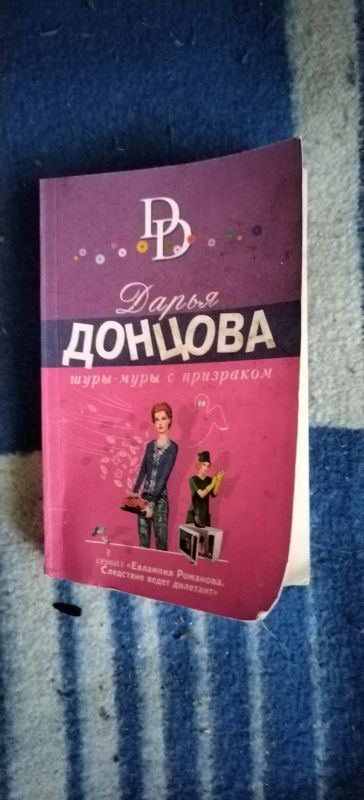 DD
Дарья
ДОНЦОВА
шуры-муры с призраком
сериал «Евлампия Романова.
Следствие ведет дилетант»